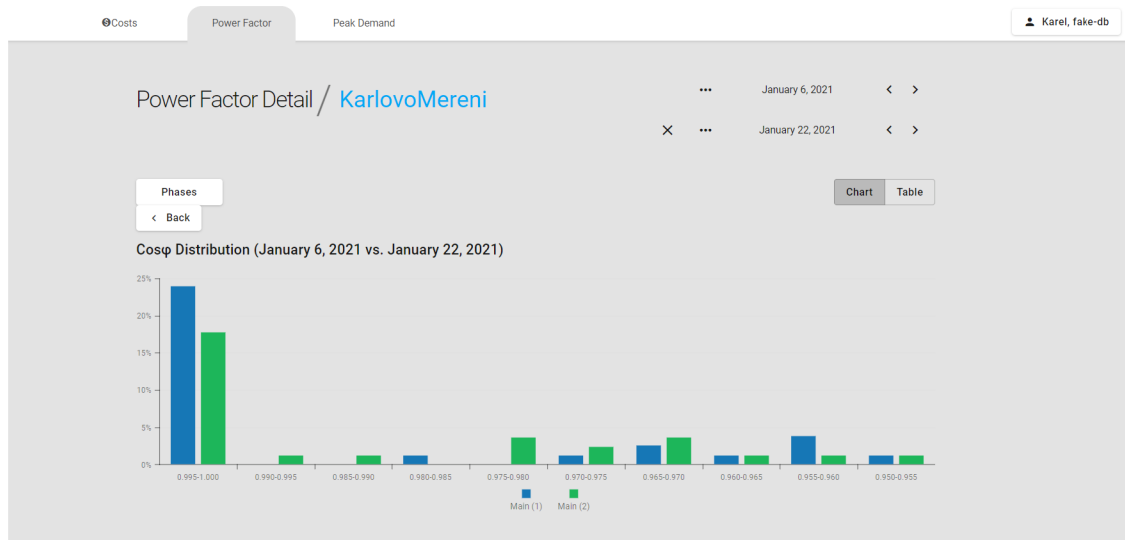 Costs
Power Factor
Peak Demand
Karel, fake-db
Power Factor Detail / KarlovoMereni
January 6, 2021
January 22, 2021
Phases
Chart
Table
Back
Cosφ Distribution (January 6, 2021 vs. January 22, 2021)
25%
20%
15%
10%
5%
0%
0.995-1.000
0.990-0.995
0.985-0.990
0.980-0.985
0.975-0.980
0.970-0.975
0.965-0.970
0.960-0.965
0.955-0.960
0.950-0.955
Main (1)
Main (2)